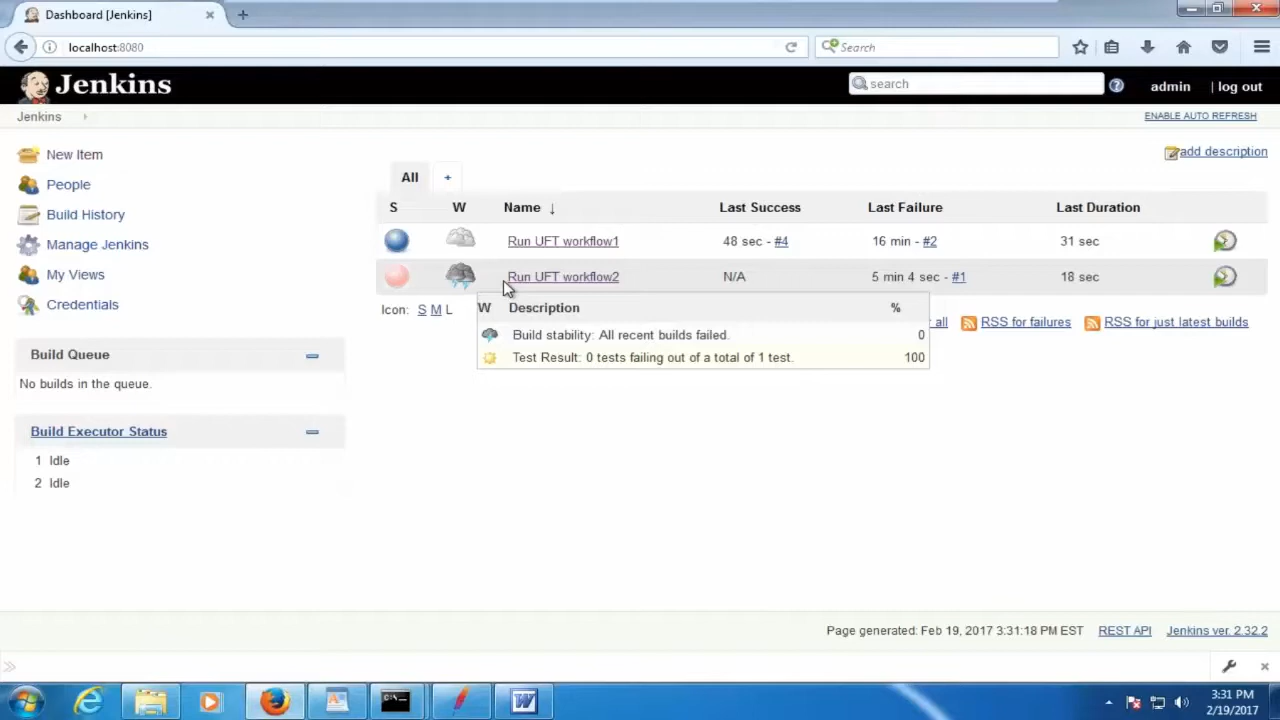 Dashboard [Jenkins]
localhost:8080
Search
Jenkins
search
admin
| log out
Jenkins
ENABLE AUTO REFRESH
New Item
People
Build History
Manage Jenkins
My Views
Credentials
add description
All +
S W Name ↓ Last Success Last Failure Last Duration
Run UFT workflow1 48 sec - #4 16 min - #2 31 sec
Run UFT workflow2 N/A 5 min 4 sec - #1 18 sec
Icon: S M L
all RSS for failures RSS for just latest builds
W Description %
Build stability: All recent builds failed. 0
Test Result: 0 tests failing out of a total of 1 test. 100
Build Queue
No builds in the queue.
Build Executor Status
1 Idle
2 Idle
Page generated: Feb 19, 2017 3:31:18 PM EST REST API Jenkins ver. 2.32.2
3:31 PM
2/19/2017